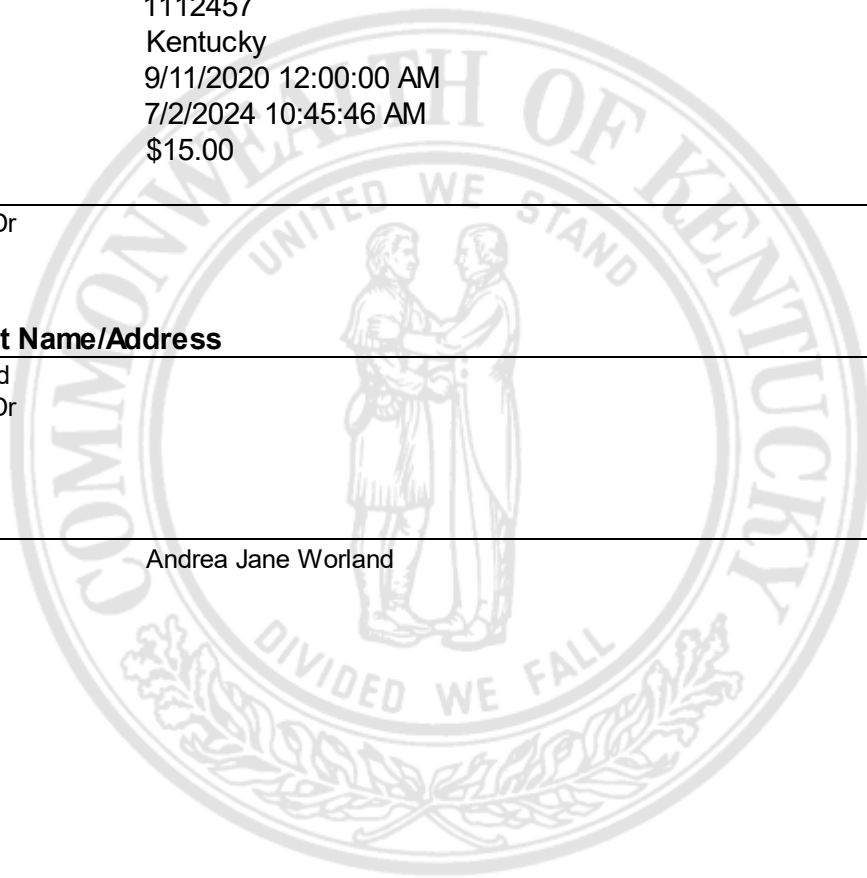 1112457
Kentucky
9/11/2020 12:00:00 AM
7/2/2024 10:45:46 AM
$15.00
Dr
t Name/Address
d
Dr
Andrea Jane Worland
COMMONWEALTH OF KENTUCKY
UNITED WE STAND
DIVIDED WE FALL